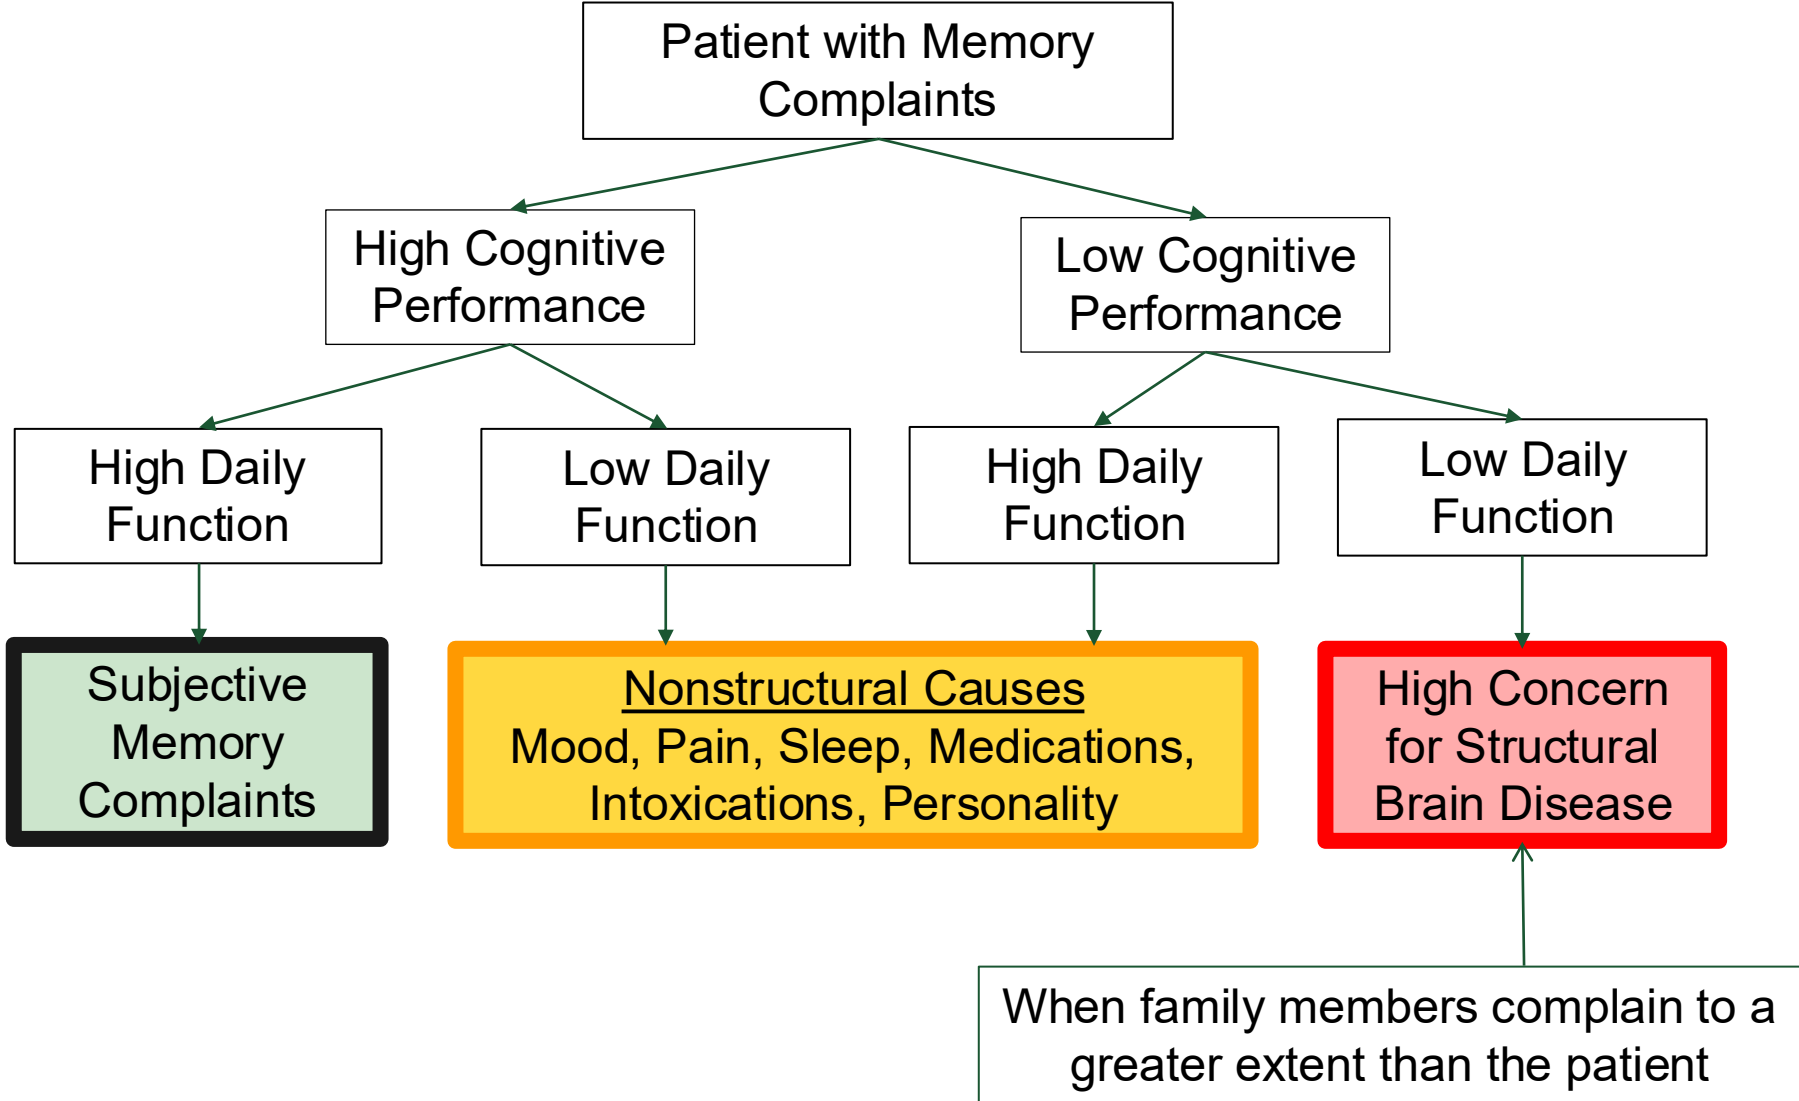 Patient with Memory
Complaints
High Cognitive
Performance
Low Cognitive
Performance
High Daily
Function
Low Daily
Function
High Daily
Function
Low Daily
Function
Subjective
Memory
Complaints
Nonstructural Causes
Mood, Pain, Sleep, Medications,
Intoxications, Personality
High Concern
for Structural
Brain Disease
When family members complain to a
greater extent than the patient